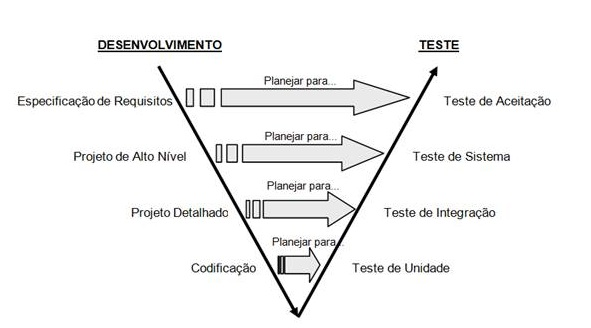 DESENVOLVIMENTO
TESTE
Planejar para...
Especificação de Requisitos
Teste de Aceitação
Planejar para...
Projeto de Alto Nível
Teste de Sistema
Planejar para...
Projeto Detalhado
Teste de Integração
Planejar para...
Codificação
Teste de Unidade